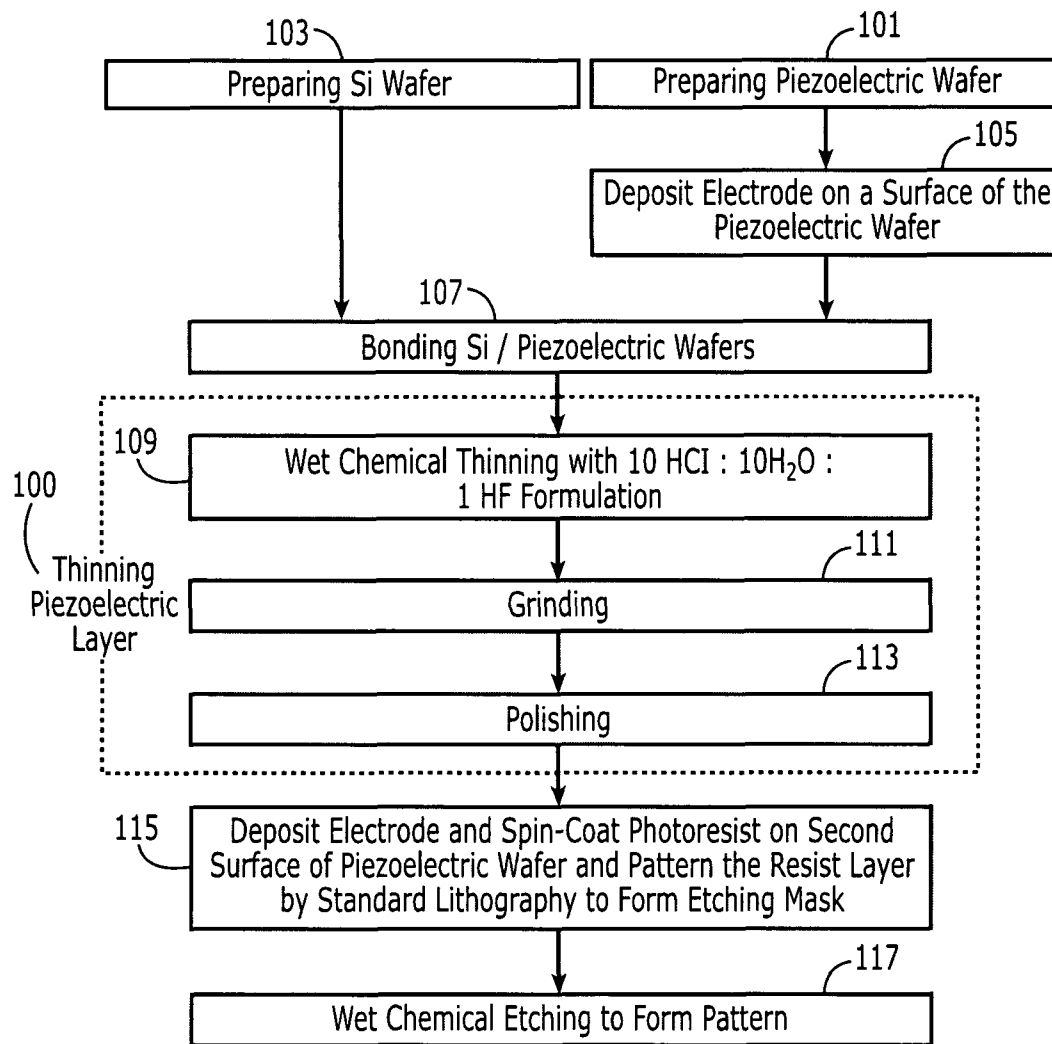 103
Preparing Si Wafer
101
Preparing Piezoelectric Wafer
105
Deposit Electrode on a Surface of the
Piezoelectric Wafer
107
Bonding Si / Piezoelectric Wafers
109
Wet Chemical Thinning with 10 HCl : 10H₂O :
1 HF Formulation
100
Thinning
Piezoelectric
Layer
111
Grinding
113
Polishing
115
Deposit Electrode and Spin-Coat Photoresist on Second
Surface of Piezoelectric Wafer and Pattern the Resist Layer
by Standard Lithography to Form Etching Mask
117
Wet Chemical Etching to Form Pattern